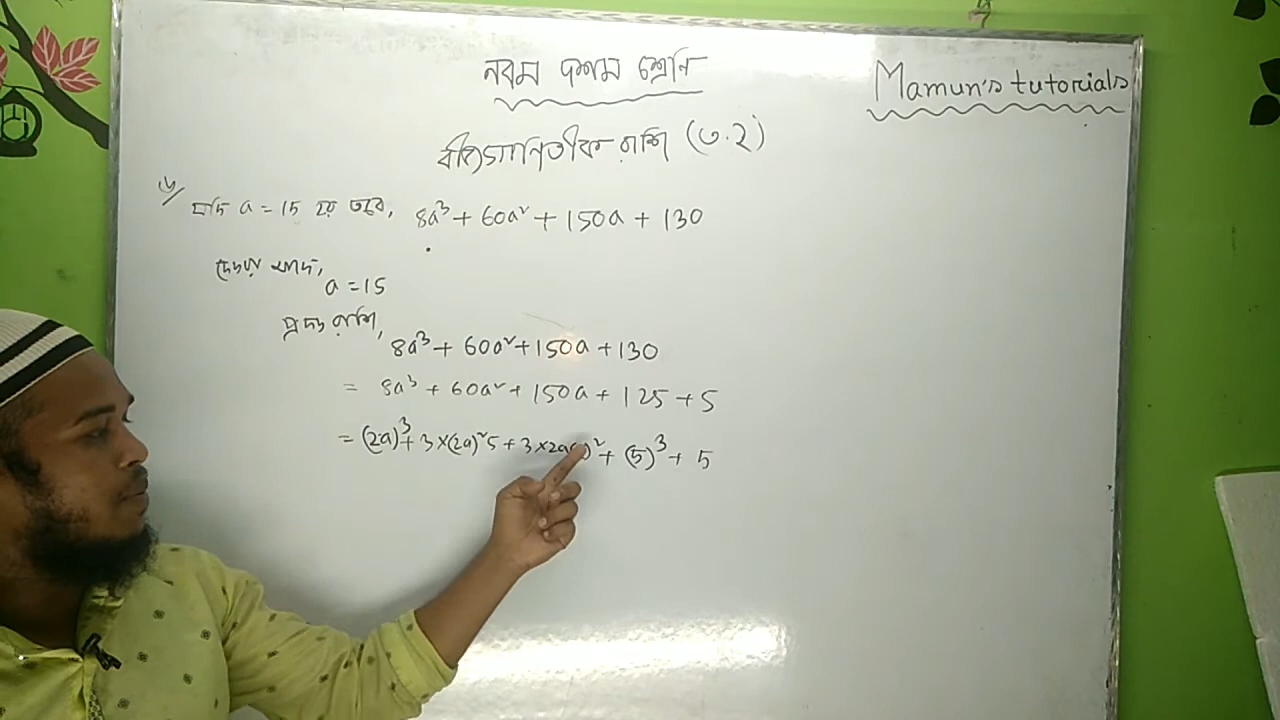 নবম দশম শ্রেণি
Mamun's tutorials
বীজগাণিতীক রাশি (৩.২)
৬/ যদি a = 15 হয় তবে, 8a³ + 60a² + 150a + 130
দেওয়া আছে,
a = 15
প্রদত্ত রাশি,
8a³ + 60a² + 150a + 130
= 8a³ + 60a² + 150a + 125 + 5
= (2a)³ + 3×(2a)² 5 + 3×2a )² + (5)³ + 5